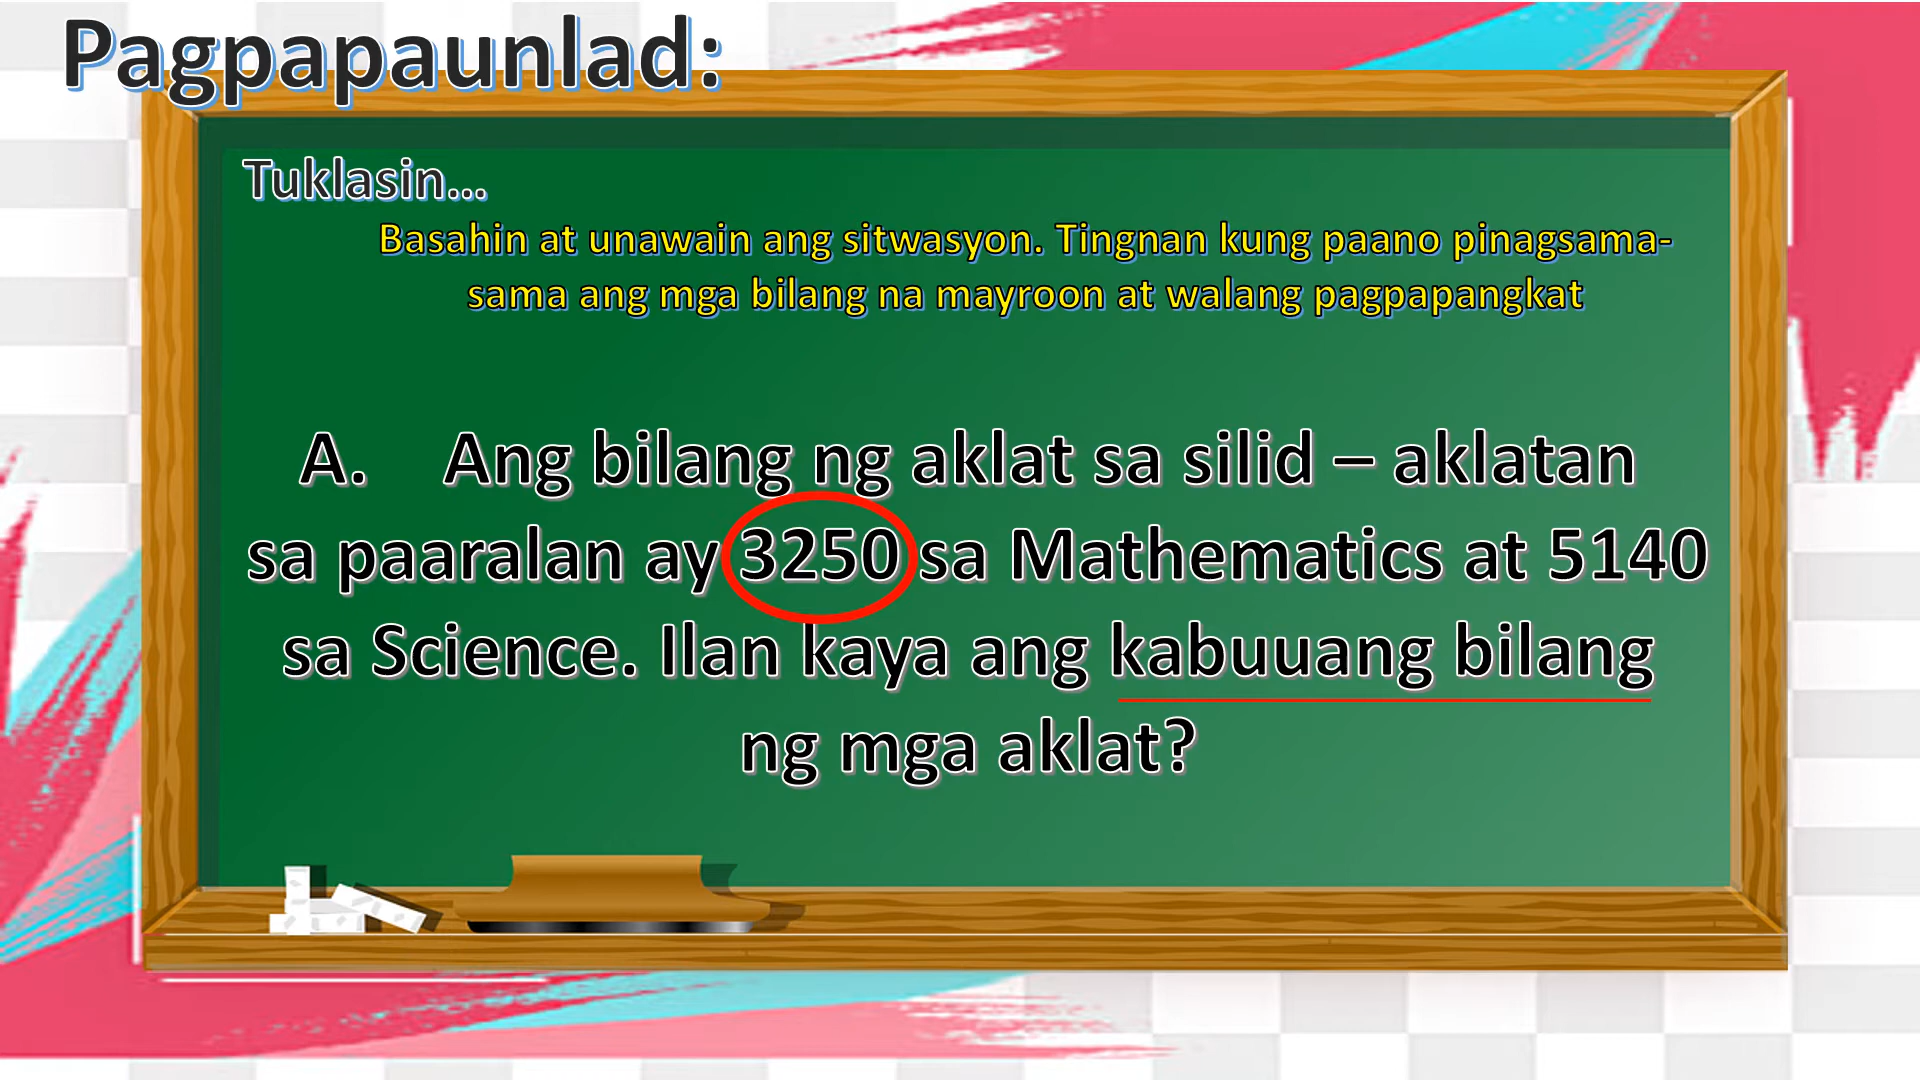 Pagpapaunlad:
Tuklasin...
Basahin at unawain ang sitwasyon. Tingnan kung paano pinagsama-
sama ang mga bilang na mayroon at walang pagpapangkat
A. Ang bilang ng aklat sa silid – aklatan
sa paaralan ay 3250 sa Mathematics at 5140
sa Science. Ilan kaya ang kabuuang bilang
ng mga aklat?